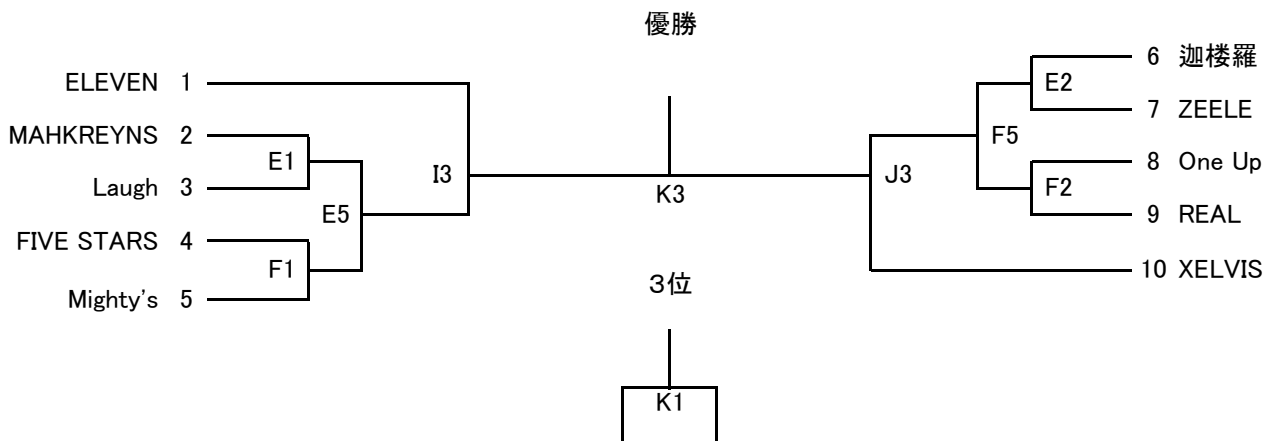 優勝
ELEVEN 1
MAHKREYNS 2
E1
Laugh 3
E5
FIVE STARS 4
F1
Mighty's 5
I3
K3
J3
6 迦楼羅
E2
7 ZEELE
F5
8 One Up
F2
9 REAL
10 XELVIS
３位
K1